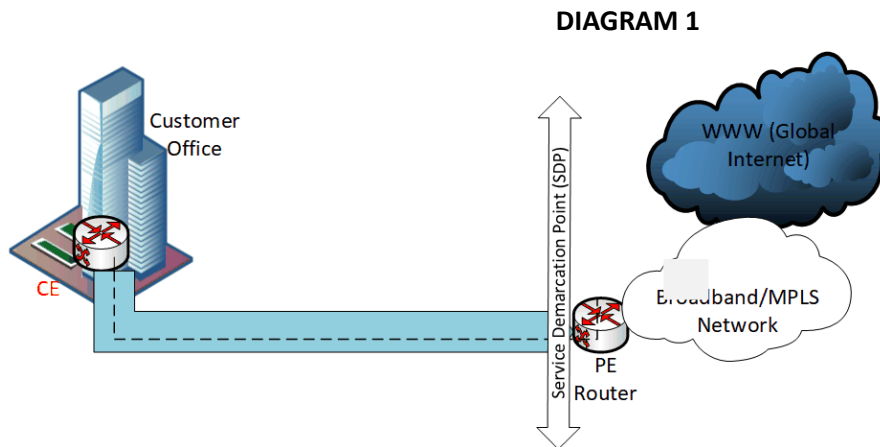 DIAGRAM 1
Customer
Office
WWW (Global
Internet)
Service Demarcation Point (SDP)
CE
Broadband/MPLS
Network
PE
Router